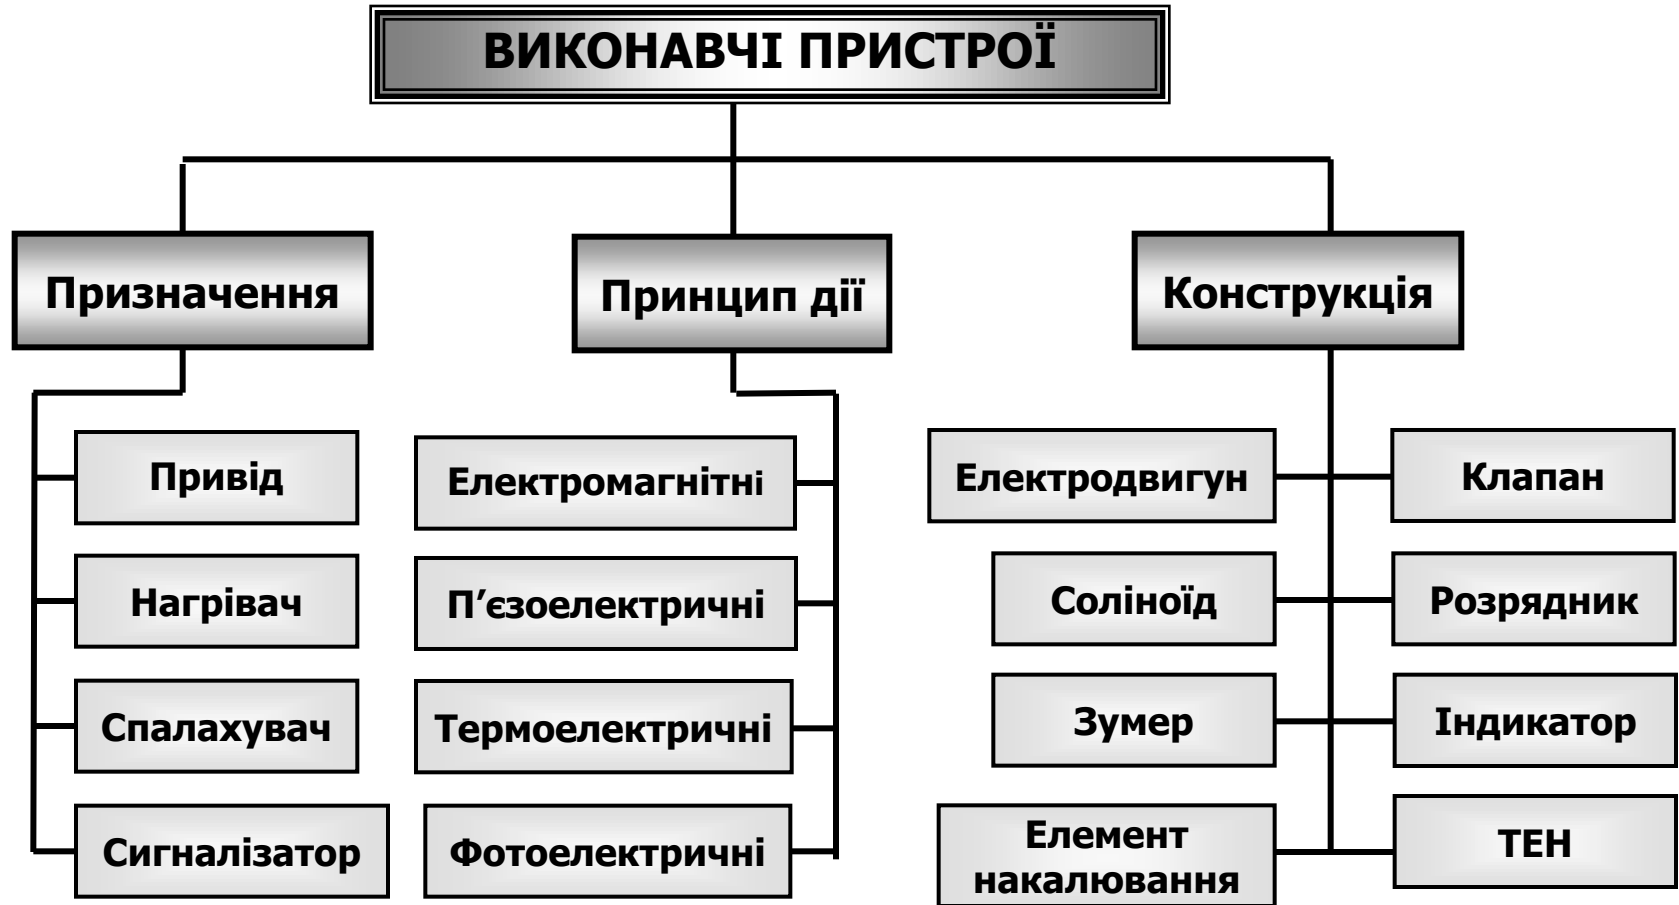 ВИКОНАВЧІ ПРИСТРОЇ
Призначення
Принцип дії
Конструкція
Привід
Нагрівач
Спалахувач
Сигналізатор
Електромагнітні
П’єзоелектричні
Термоелектричні
Фотоелектричні
Електродвигун
Соліноїд
Зумер
Елемент
накалювання
Клапан
Розрядник
Індикатор
ТЕН